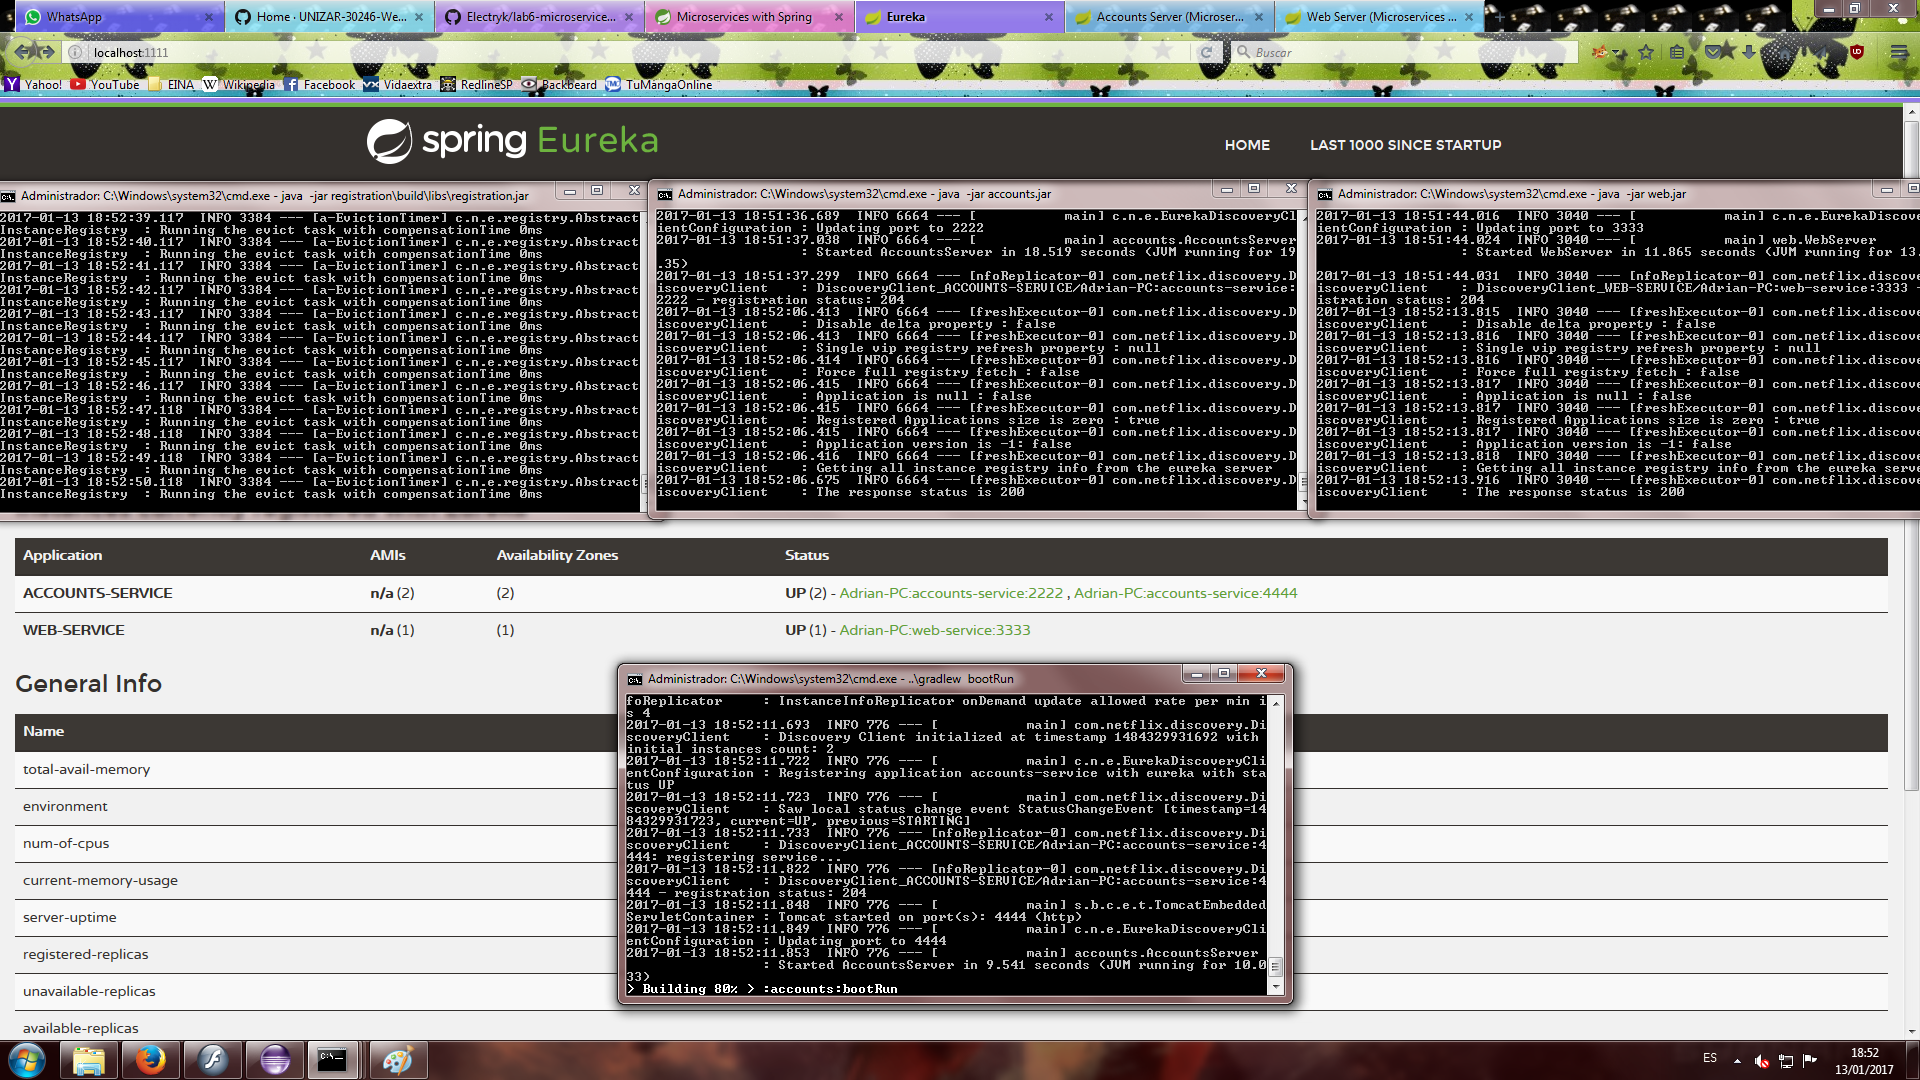 WhatsApp
Home · UNIZAR-30246-We...
Electryk/lab6-microservice...
Microservices with Spring
Eureka
Accounts Server (Microser...
Web Server (Microservices ...
localhost:1111
Buscar
Yahoo!
YouTube
EINA
Wikipedia
Facebook
Vidaextra
RedlineSP
Backbeard
TuMangaOnline
spring Eureka
HOME
LAST 1000 SINCE STARTUP
Administrador: C:\Windows\system32\cmd.exe - java -jar registration\build\libs\registration.jar
2017-01-13 18:52:39.117 INFO 3384 --- [a-EvictionTimer] c.n.e.registry.Abstract
InstanceRegistry : Running the evict task with compensationTime 0ms
2017-01-13 18:52:40.117 INFO 3384 --- [a-EvictionTimer] c.n.e.registry.Abstract
InstanceRegistry : Running the evict task with compensationTime 0ms
2017-01-13 18:52:41.117 INFO 3384 --- [a-EvictionTimer] c.n.e.registry.Abstract
InstanceRegistry : Running the evict task with compensationTime 0ms
2017-01-13 18:52:42.117 INFO 3384 --- [a-EvictionTimer] c.n.e.registry.Abstract
InstanceRegistry : Running the evict task with compensationTime 0ms
2017-01-13 18:52:43.117 INFO 3384 --- [a-EvictionTimer] c.n.e.registry.Abstract
InstanceRegistry : Running the evict task with compensationTime 0ms
2017-01-13 18:52:44.117 INFO 3384 --- [a-EvictionTimer] c.n.e.registry.Abstract
InstanceRegistry : Running the evict task with compensationTime 0ms
2017-01-13 18:52:45.117 INFO 3384 --- [a-EvictionTimer] c.n.e.registry.Abstract
InstanceRegistry : Running the evict task with compensationTime 0ms
2017-01-13 18:52:46.117 INFO 3384 --- [a-EvictionTimer] c.n.e.registry.Abstract
InstanceRegistry : Running the evict task with compensationTime 0ms
2017-01-13 18:52:47.118 INFO 3384 --- [a-EvictionTimer] c.n.e.registry.Abstract
InstanceRegistry : Running the evict task with compensationTime 0ms
2017-01-13 18:52:48.118 INFO 3384 --- [a-EvictionTimer] c.n.e.registry.Abstract
InstanceRegistry : Running the evict task with compensationTime 0ms
2017-01-13 18:52:49.118 INFO 3384 --- [a-EvictionTimer] c.n.e.registry.Abstract
InstanceRegistry : Running the evict task with compensationTime 0ms
2017-01-13 18:52:50.118 INFO 3384 --- [a-EvictionTimer] c.n.e.registry.Abstract
InstanceRegistry : Running the evict task with compensationTime 0ms
Administrador: C:\Windows\system32\cmd.exe - java -jar accounts.jar
2017-01-13 18:51:36.689 INFO 6664 --- [ main] c.n.e.EurekaDiscoveryCl
ientConfiguration : Updating port to 2222
2017-01-13 18:51:37.038 INFO 6664 --- [ main] accounts.AccountsServer
: Started AccountsServer in 18.519 seconds (JVM running for 19
.35)
2017-01-13 18:51:37.299 INFO 6664 --- [nfoReplicator-0] com.netflix.discovery.D
iscoveryClient : DiscoveryClient_ACCOUNTS-SERVICE/Adrian-PC:accounts-service:
2222 - registration status: 204
2017-01-13 18:52:06.413 INFO 6664 --- [freshExecutor-0] com.netflix.discovery.D
iscoveryClient : Disable delta property : false
2017-01-13 18:52:06.413 INFO 6664 --- [freshExecutor-0] com.netflix.discovery.D
iscoveryClient : Single vip registry refresh property : null
2017-01-13 18:52:06.414 INFO 6664 --- [freshExecutor-0] com.netflix.discovery.D
iscoveryClient : Force full registry fetch : false
2017-01-13 18:52:06.415 INFO 6664 --- [freshExecutor-0] com.netflix.discovery.D
iscoveryClient : Application is null : false
2017-01-13 18:52:06.415 INFO 6664 --- [freshExecutor-0] com.netflix.discovery.D
iscoveryClient : Registered Applications size is zero : true
2017-01-13 18:52:06.415 INFO 6664 --- [freshExecutor-0] com.netflix.discovery.D
iscoveryClient : Application version is -1: false
2017-01-13 18:52:06.416 INFO 6664 --- [freshExecutor-0] com.netflix.discovery.D
iscoveryClient : Getting all instance registry info from the eureka server
2017-01-13 18:52:06.675 INFO 6664 --- [freshExecutor-0] com.netflix.discovery.D
iscoveryClient : The response status is 200
Administrador: C:\Windows\system32\cmd.exe - java -jar web.jar
2017-01-13 18:51:44.016 INFO 3040 --- [ main] c.n.e.EurekaDisco
ientConfiguration : Updating port to 3333
2017-01-13 18:51:44.024 INFO 3040 --- [ main] web.WebServer
: Started WebServer in 11.865 seconds (JVM running for 13.
2017-01-13 18:51:44.031 INFO 3040 --- [nfoReplicator-0] com.netflix.disco
iscoveryClient : DiscoveryClient_WEB-SERVICE/Adrian-PC:web-service:3333 -
istration status: 204
2017-01-13 18:52:13.815 INFO 3040 --- [freshExecutor-0] com.netflix.disco
iscoveryClient : Disable delta property : false
2017-01-13 18:52:13.816 INFO 3040 --- [freshExecutor-0] com.netflix.disco
iscoveryClient : Single vip registry refresh property : null
2017-01-13 18:52:13.816 INFO 3040 --- [freshExecutor-0] com.netflix.disco
iscoveryClient : Force full registry fetch : false
2017-01-13 18:52:13.817 INFO 3040 --- [freshExecutor-0] com.netflix.disco
iscoveryClient : Application is null : false
2017-01-13 18:52:13.817 INFO 3040 --- [freshExecutor-0] com.netflix.disco
iscoveryClient : Registered Applications size is zero : true
2017-01-13 18:52:13.817 INFO 3040 --- [freshExecutor-0] com.netflix.disco
iscoveryClient : Application version is -1: false
2017-01-13 18:52:13.818 INFO 3040 --- [freshExecutor-0] com.netflix.disco
iscoveryClient : Getting all instance registry info from the eureka serve
2017-01-13 18:52:13.916 INFO 3040 --- [freshExecutor-0] com.netflix.disco
iscoveryClient : The response status is 200
Application AMIs Availability Zones Status
ACCOUNTS-SERVICE n/a (2) (2) UP (2) - Adrian-PC:accounts-service:2222 , Adrian-PC:accounts-service:4444
WEB-SERVICE n/a (1) (1) UP (1) - Adrian-PC:web-service:3333
General Info
Name
total-avail-memory
environment
num-of-cpus
current-memory-usage
server-uptime
registered-replicas
unavailable-replicas
available-replicas
Administrador: C:\Windows\system32\cmd.exe - ..\gradlew bootRun
foReplicator : InstanceInfoReplicator onDemand update allowed rate per min i
s 4
2017-01-13 18:52:11.693 INFO 776 --- [ main] com.netflix.discovery.Di
scoveryClient : Discovery Client initialized at timestamp 1484329931692 with
initial instances count: 2
2017-01-13 18:52:11.722 INFO 776 --- [ main] c.n.e.EurekaDiscoveryCli
entConfiguration : Registering application accounts-service with eureka with sta
tus UP
2017-01-13 18:52:11.723 INFO 776 --- [ main] com.netflix.discovery.Di
scoveryClient : Saw local status change event StatusChangeEvent [timestamp=14
84329931723, current=UP, previous=STARTING]
2017-01-13 18:52:11.733 INFO 776 --- [nfoReplicator-0] com.netflix.discovery.Di
scoveryClient : DiscoveryClient_ACCOUNTS-SERVICE/Adrian-PC:accounts-service:4
444: registering service...
2017-01-13 18:52:11.822 INFO 776 --- [nfoReplicator-0] com.netflix.discovery.Di
scoveryClient : DiscoveryClient_ACCOUNTS-SERVICE/Adrian-PC:accounts-service:4
444 - registration status: 204
2017-01-13 18:52:11.848 INFO 776 --- [ main] s.b.c.e.t.TomcatEmbedded
ServletContainer : Tomcat started on port(s): 4444 (http)
2017-01-13 18:52:11.849 INFO 776 --- [ main] c.n.e.EurekaDiscoveryCli
entConfiguration : Updating port to 4444
2017-01-13 18:52:11.853 INFO 776 --- [ main] accounts.AccountsServer
: Started AccountsServer in 9.541 seconds (JVM running for 10.0
33)
> Building 80% > :accounts:bootRun
ES
18:52
13/01/2017